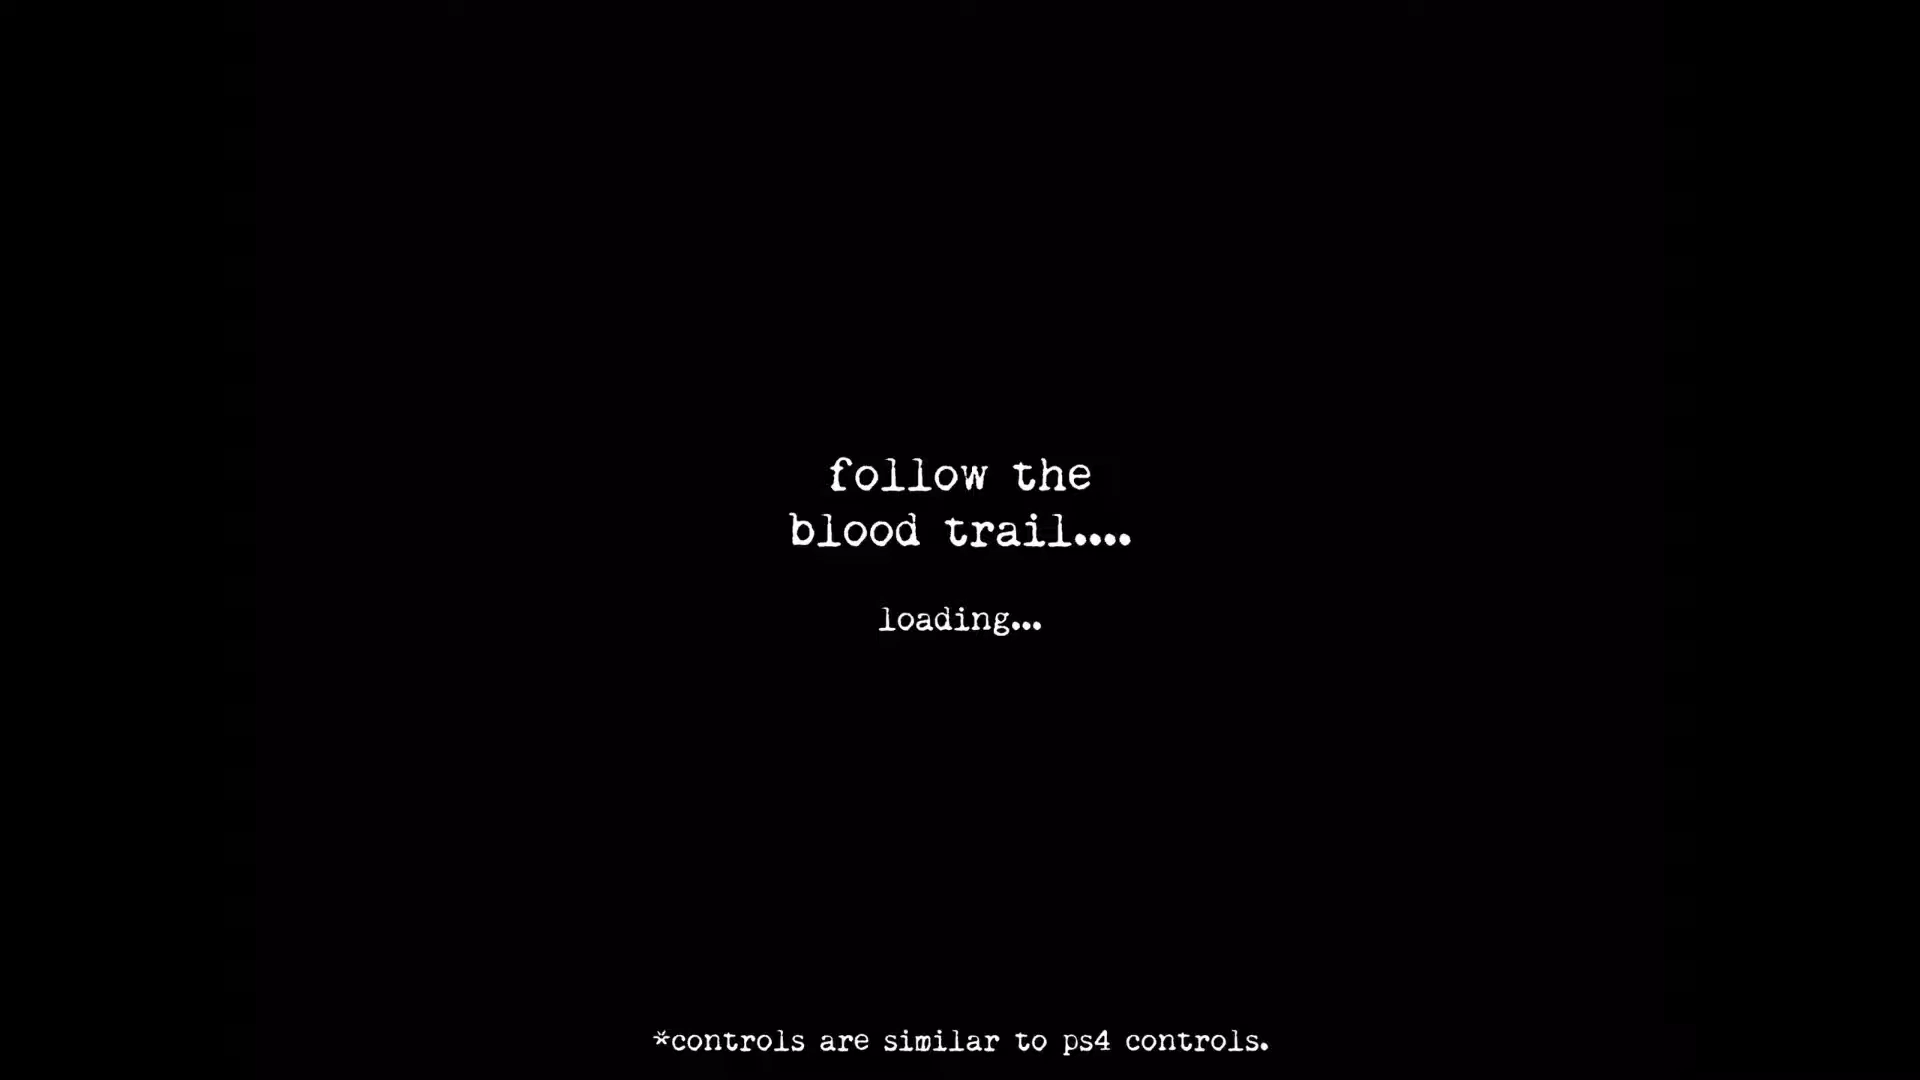 follow the
blood trail....
loading...
*controls are similar to ps4 controls.